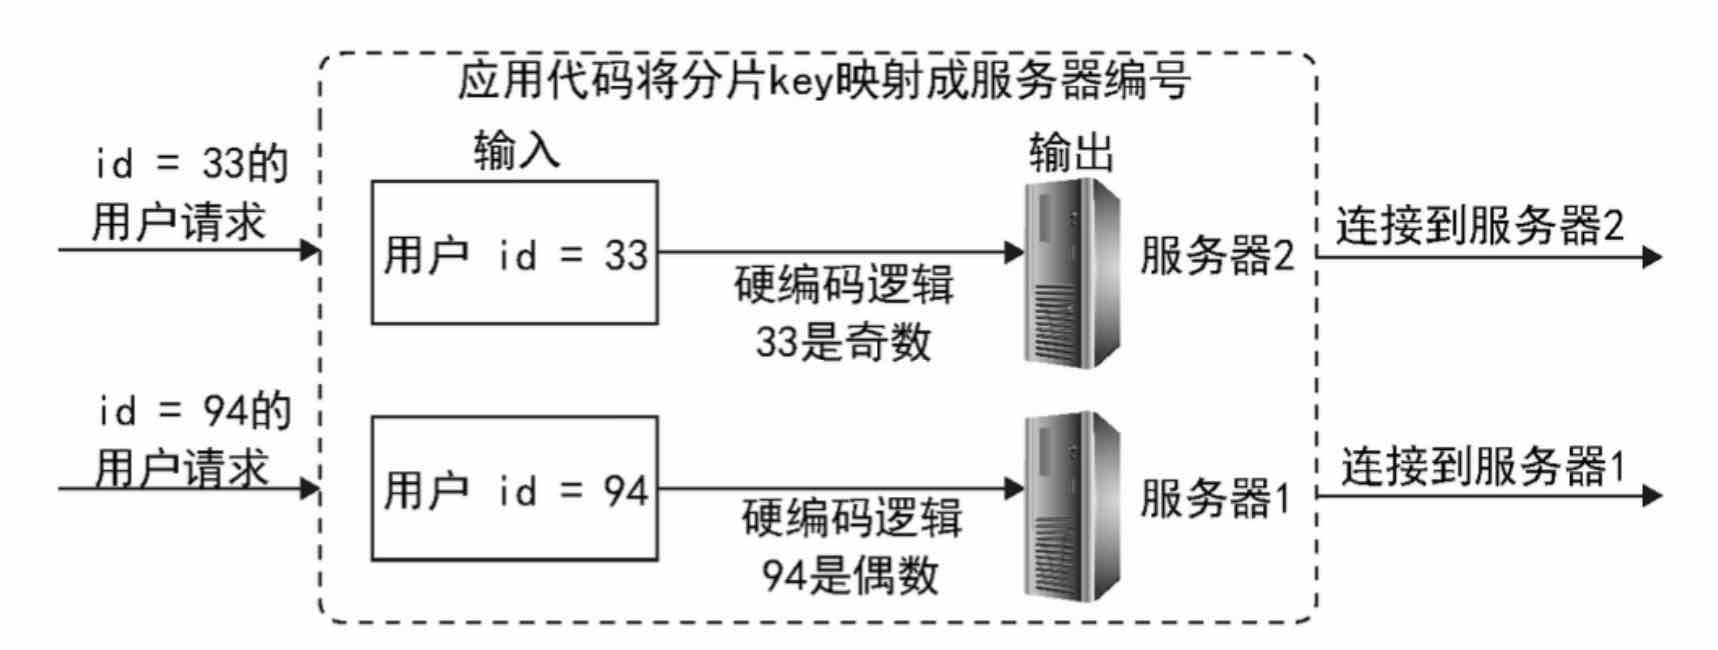 应用代码将分片key映射成服务器编号
输入
输出
id = 33的
用户请求
用户 id = 33
硬编码逻辑
33是奇数
服务器2
连接到服务器2
id = 94的
用户请求
用户 id = 94
硬编码逻辑
94是偶数
服务器1
连接到服务器1